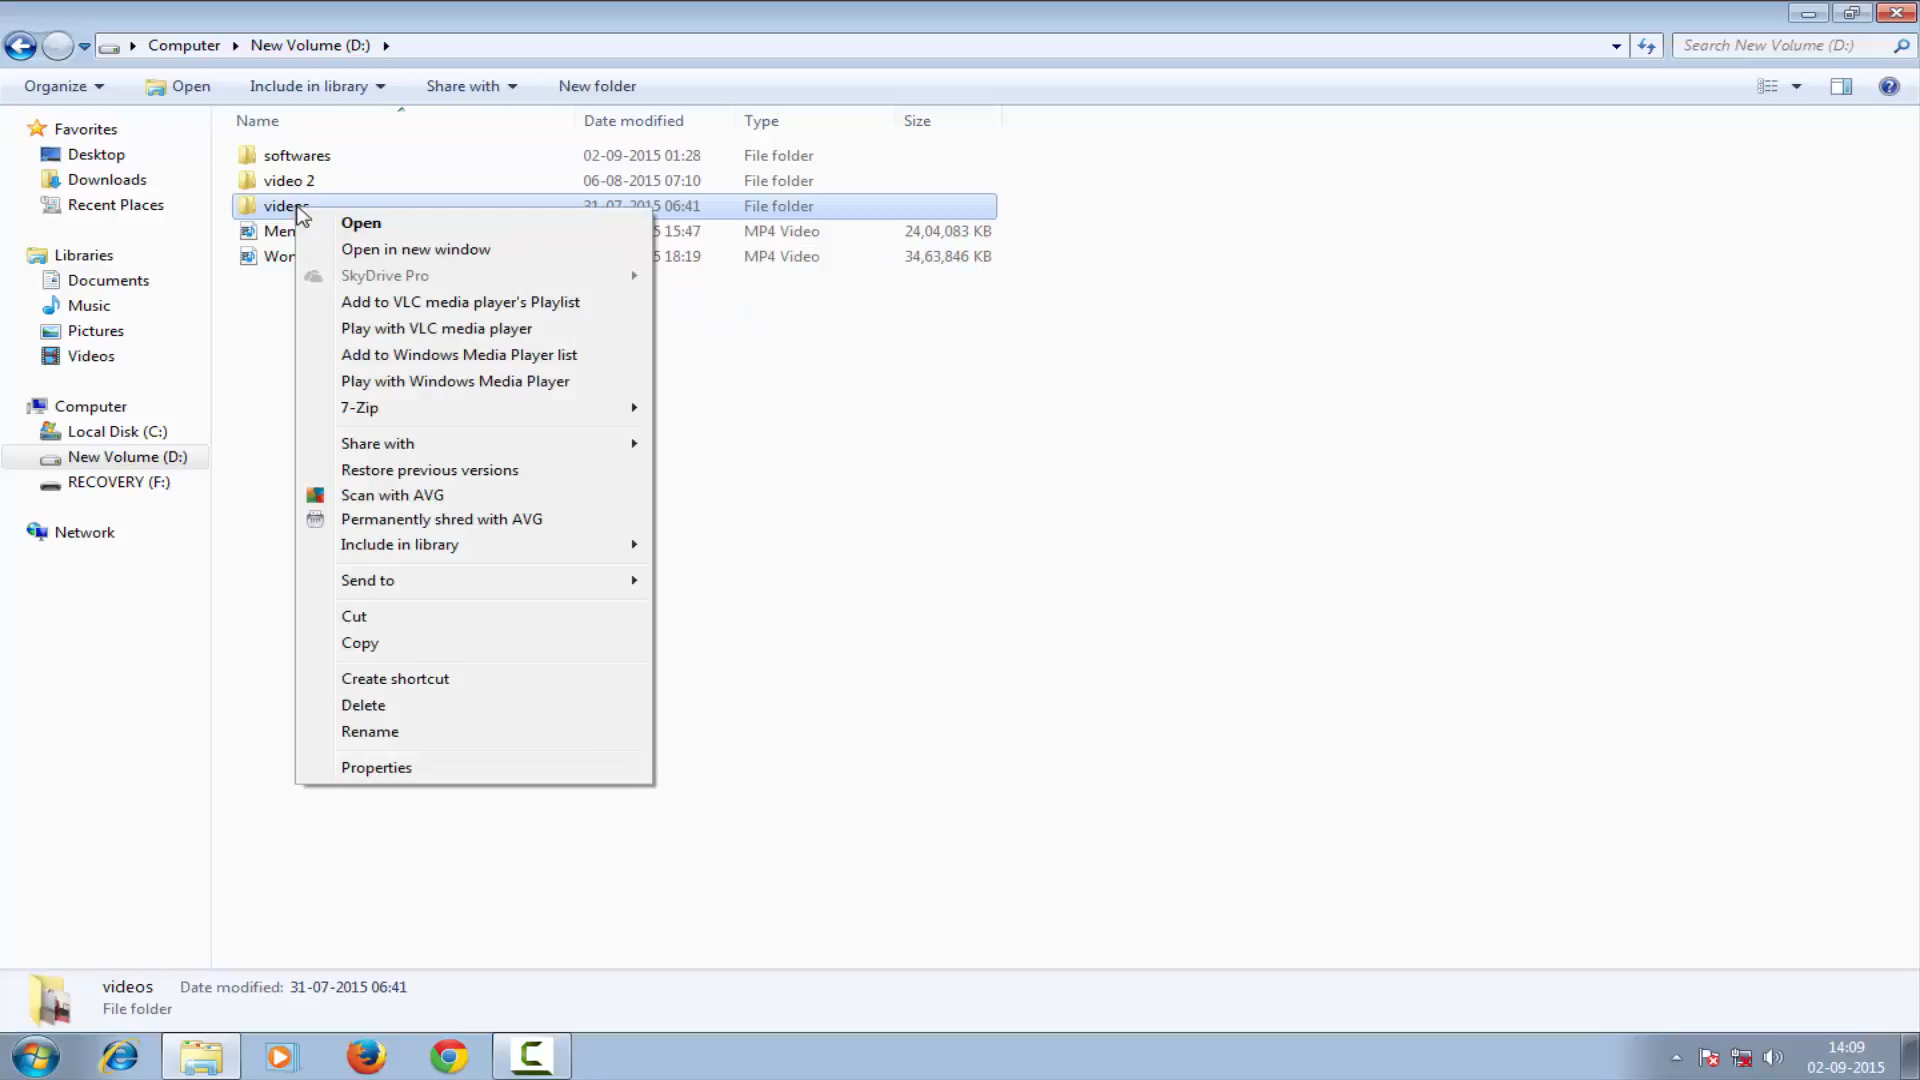 Computer
New Volume (D:)
Search New Volume (D:)
Organize
Open
Include in library
Share with
New folder
Favorites
Desktop
Downloads
Recent Places
Libraries
Documents
Music
Pictures
Videos
Computer
Local Disk (C:)
New Volume (D:)
RECOVERY (F:)
Network
Name Date modified Type Size
softwares 02-09-2015 01:28 File folder
video 2 06-08-2015 07:10 File folder
videos 31-07-2015 06:41 File folder
15:47 MP4 Video 24,04,083 KB
18:19 MP4 Video 34,63,846 KB
Open
Open in new window
SkyDrive Pro
Add to VLC media player's Playlist
Play with VLC media player
Add to Windows Media Player list
Play with Windows Media Player
7-Zip
Share with
Restore previous versions
Scan with AVG
Permanently shred with AVG
Include in library
Send to
Cut
Copy
Create shortcut
Delete
Rename
Properties
videos Date modified: 31-07-2015 06:41
File folder
14:09
02-09-2015